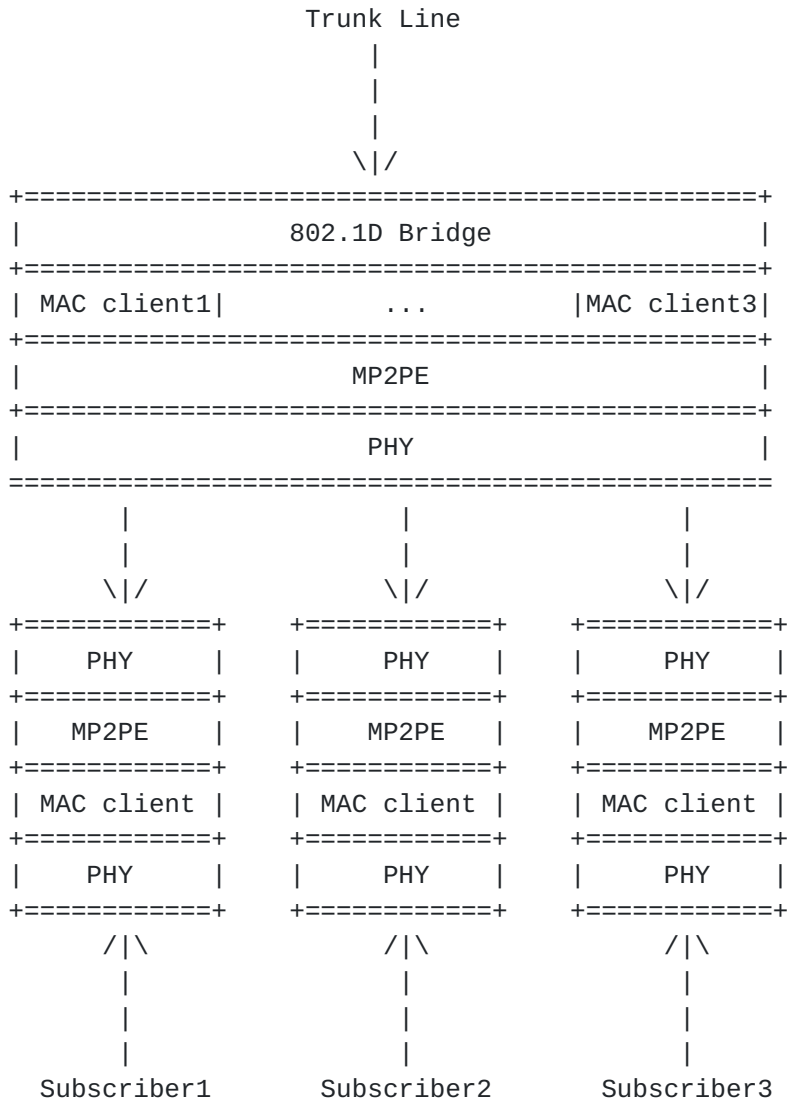 Trunk Line
802.1D Bridge
MAC client1 ... MAC client3
MP2PE
PHY
PHY PHY PHY
MP2PE MP2PE MP2PE
MAC client MAC client MAC client
PHY PHY PHY
Subscriber1 Subscriber2 Subscriber3